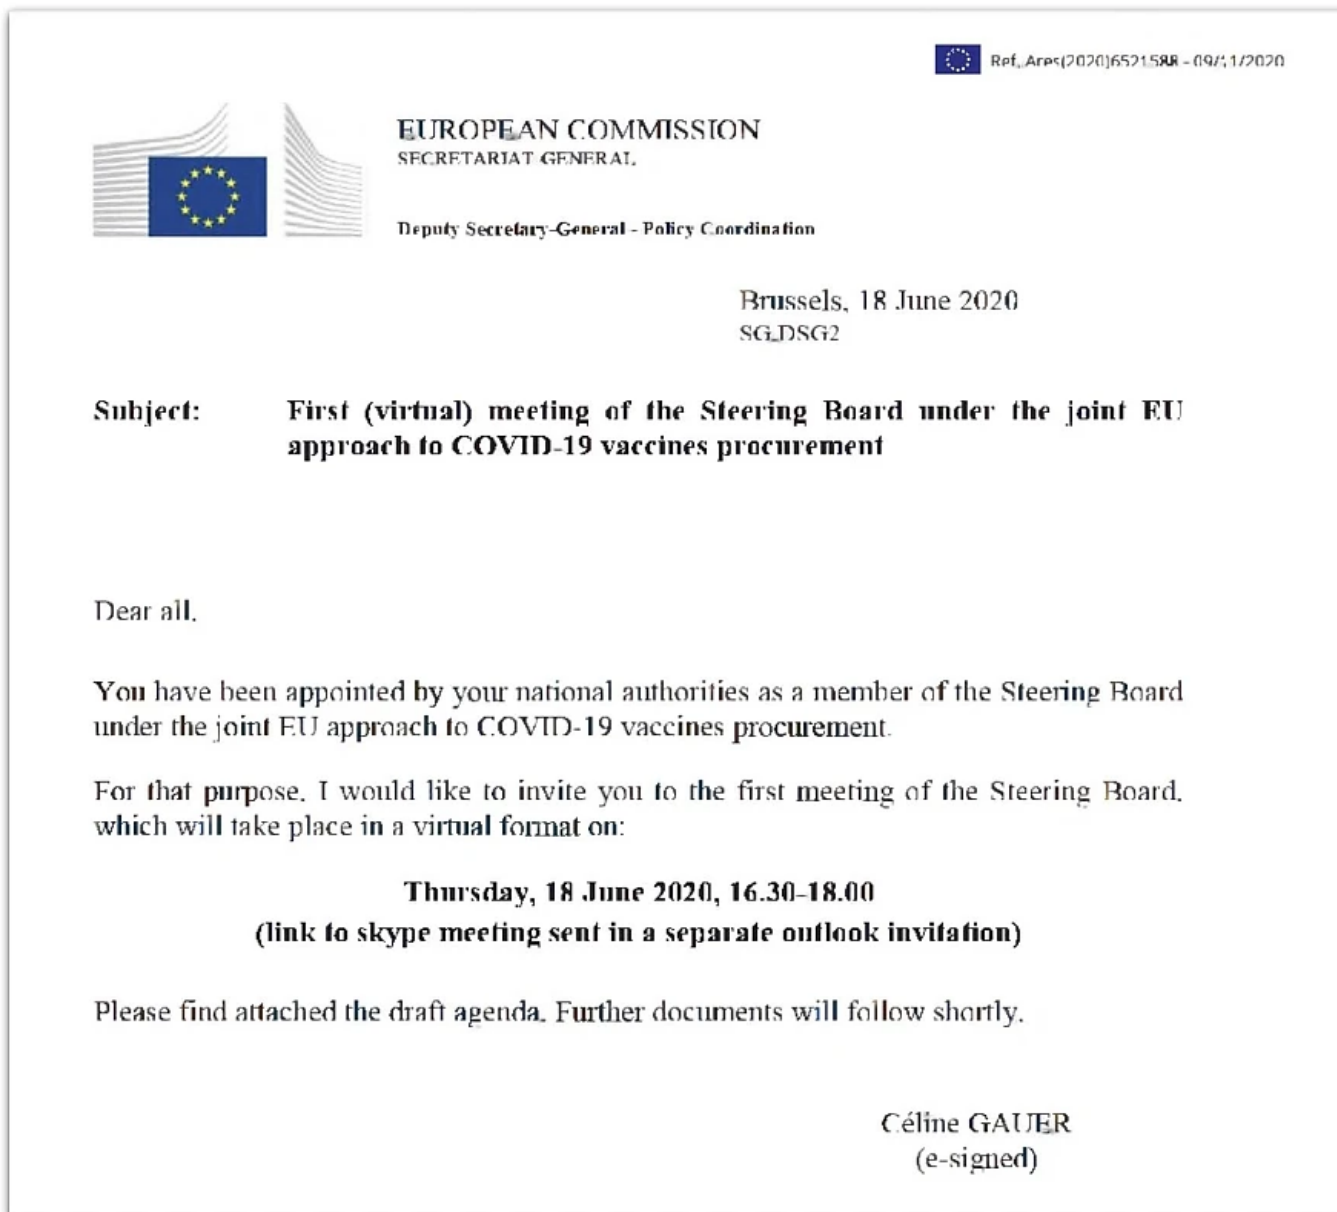 Ref. Ares(2020)6521588 - 09/11/2020
EUROPEAN COMMISSION
SECRETARIAT GENERAL
Deputy Secretary-General - Policy Coordination
Brussels, 18 June 2020
SG.DSG2
Subject: First (virtual) meeting of the Steering Board under the joint EU
approach to COVID-19 vaccines procurement
Dear all,
You have been appointed by your national authorities as a member of the Steering Board
under the joint EU approach to COVID-19 vaccines procurement.
For that purpose, I would like to invite you to the first meeting of the Steering Board,
which will take place in a virtual format on:
Thursday, 18 June 2020, 16.30-18.00
(link to skype meeting sent in a separate outlook invitation)
Please find attached the draft agenda. Further documents will follow shortly.
Céline GAUER
(e-signed)